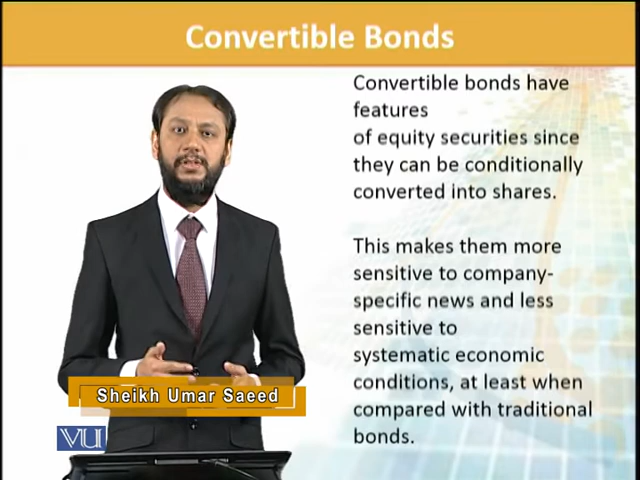 Convertible Bonds
Convertible bonds have
features
of equity securities since
they can be conditionally
converted into shares.
This makes them more
sensitive to company-
specific news and less
sensitive to
systematic economic
conditions, at least when
compared with traditional
bonds.
Sheikh Umar Saeed
VU